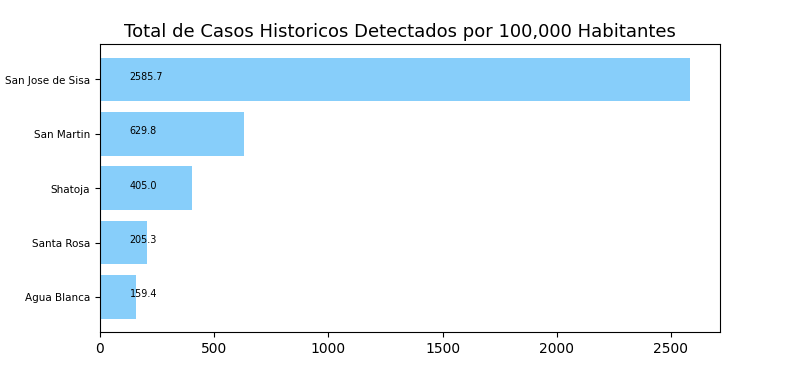 Total de Casos Historicos Detectados por 100,000 Habitantes
San Jose de Sisa 2585.7
San Martin 629.8
Shatoja 405.0
Santa Rosa 205.3
Agua Blanca 159.4
0 500 1000 1500 2000 2500